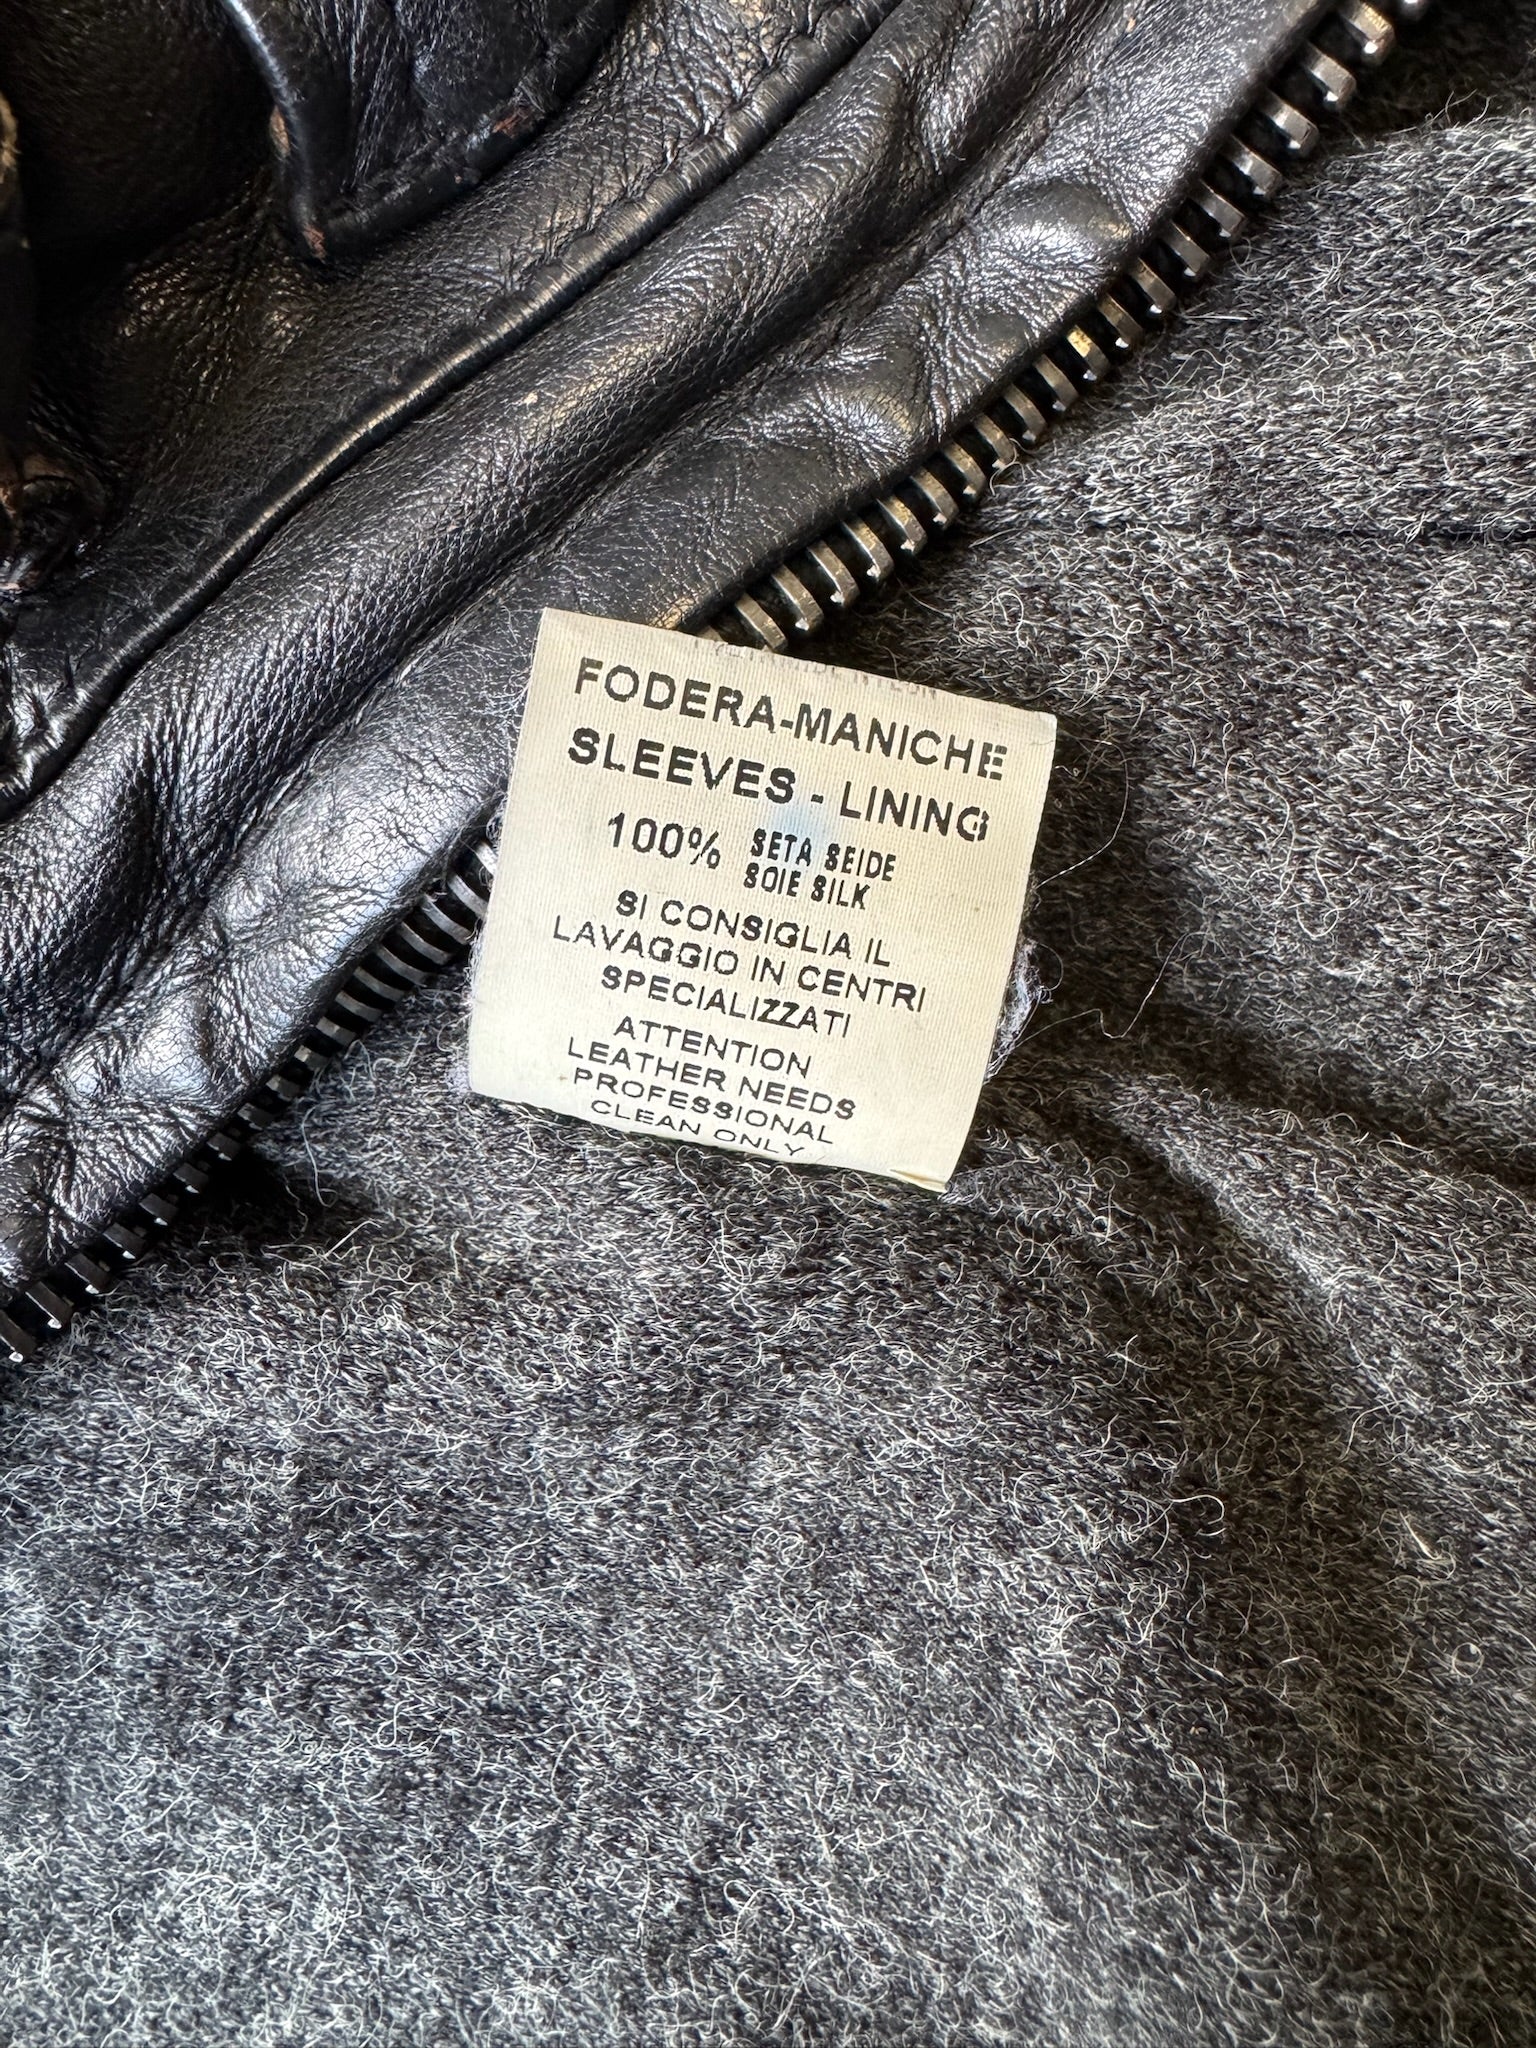 FODERA-MANICHE
SLEEVES - LINING
100% SETA SEIDE
SOIE SILK
SI CONSIGLIA IL
LAVAGGIO IN CENTRI
SPECIALIZZATI
ATTENTION
LEATHER NEEDS
PROFESSIONAL
CLEAN ONLY